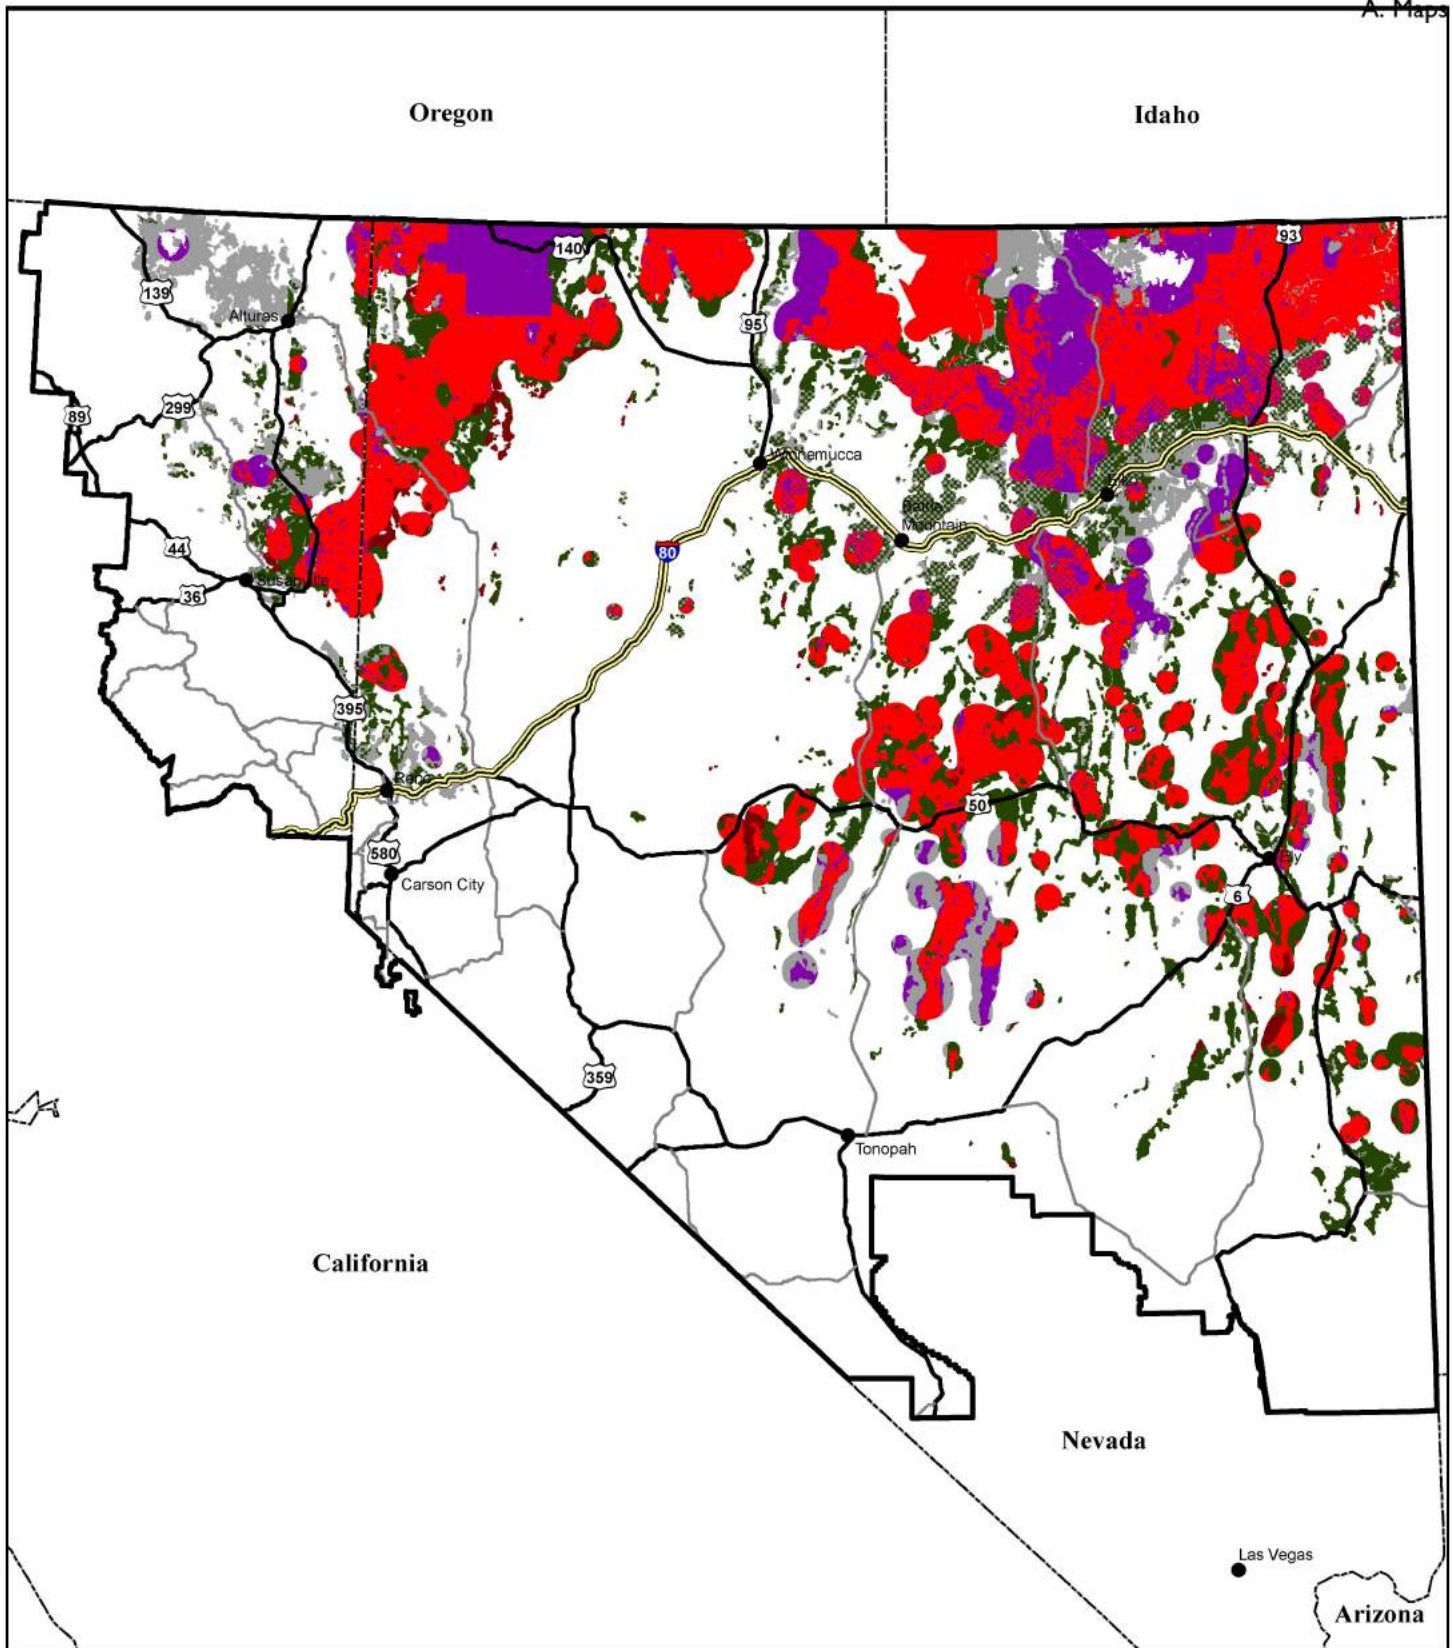 A. Maps
Oregon
Idaho
93
140
139
Alturas
95
299
89
Winnemucca
Elko
Battle
Mountain
44
80
Susanville
36
395
Reno
50
580
Ely
Carson City
6
359
Tonopah
California
Nevada
Las Vegas
Arizona